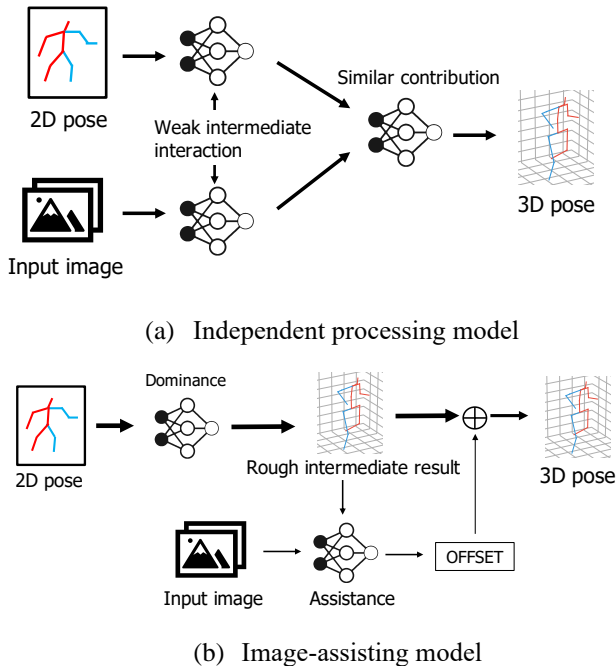 2D pose
Weak intermediate
interaction
Similar contribution
3D pose
Input image
(a) Independent processing model
Dominance
2D pose
Rough intermediate result
3D pose
OFFSET
Input image
Assistance
(b) Image-assisting model